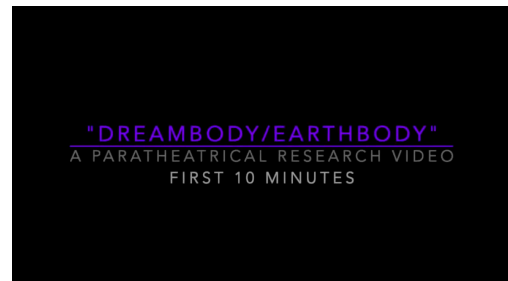 "DREAMBODY/EARTHBODY"
A PARATHEATRICAL RESEARCH VIDEO
FIRST 10 MINUTES